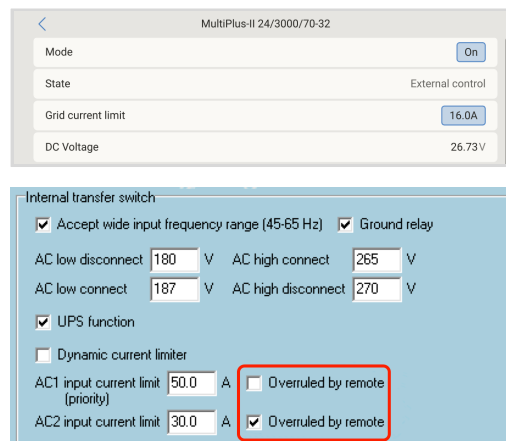 MultiPlus-II 24/3000/70-32
Mode On
State External control
Grid current limit 16.0A
DC Voltage 26.73V
Internal transfer switch
Accept wide input frequency range (45-65 Hz) Ground relay
AC low disconnect 180 V AC high connect 265 V
AC low connect 187 V AC high disconnect 270 V
UPS function
Dynamic current limiter
AC1 input current limit 50.0 A Overruled by remote
(priority)
AC2 input current limit 30.0 A Overruled by remote